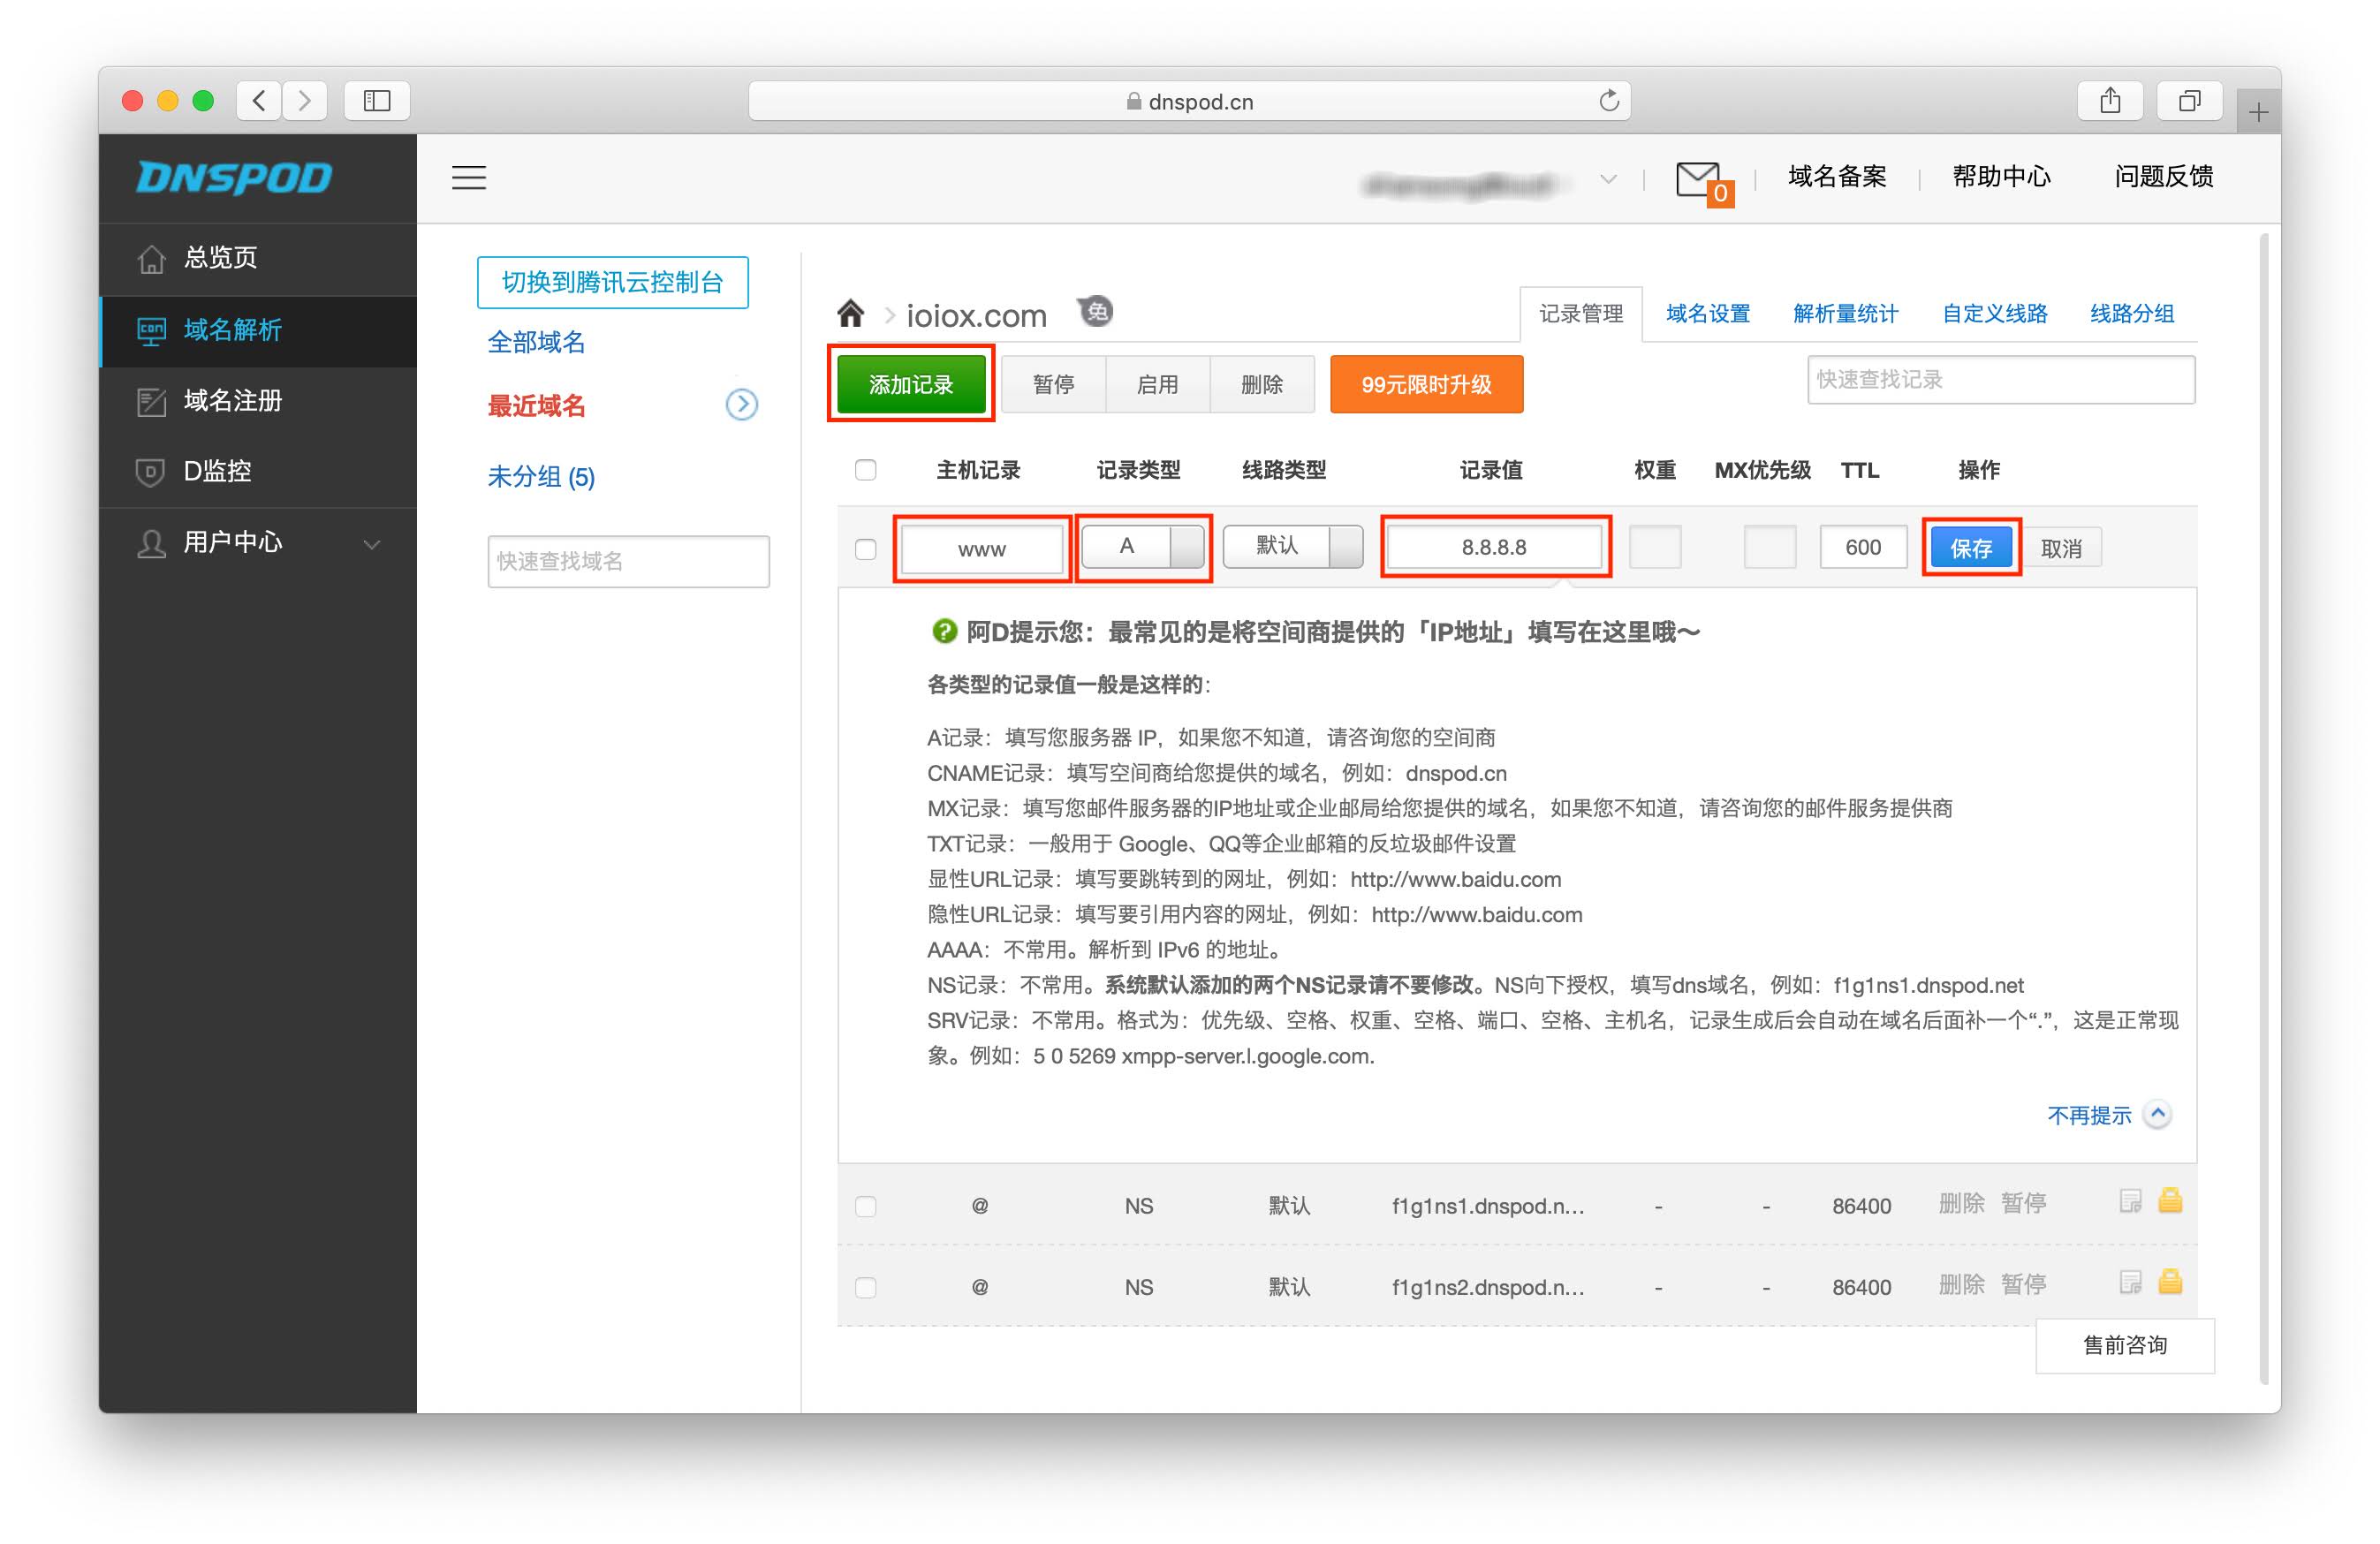 dnspod.cn
DNSPOD
0
域名备案
帮助中心
问题反馈
总览页
域名解析
域名注册
D监控
用户中心
切换到腾讯云控制台
全部域名
最近域名
未分组 (5)
快速查找域名
ioiox.com 免
记录管理 域名设置 解析量统计 自定义线路 线路分组
添加记录 暂停 启用 删除 99元限时升级 快速查找记录
主机记录 记录类型 线路类型 记录值 权重 MX优先级 TTL 操作
www A 默认 8.8.8.8 600 保存 取消
阿D提示您：最常见的是将空间商提供的「IP地址」填写在这里哦～
各类型的记录值一般是这样的：
A记录：填写您服务器 IP，如果您不知道，请咨询您的空间商
CNAME记录：填写空间商给您提供的域名，例如：dnspod.cn
MX记录：填写您邮件服务器的IP地址或企业邮局给您提供的域名，如果您不知道，请咨询您的邮件服务提供商
TXT记录：一般用于 Google、QQ等企业邮箱的反垃圾邮件设置
显性URL记录：填写要跳转到的网址，例如：http://www.baidu.com
隐性URL记录：填写要引用内容的网址，例如：http://www.baidu.com
AAAA：不常用。解析到 IPv6 的地址。
NS记录：不常用。系统默认添加的两个NS记录请不要修改。NS向下授权，填写dns域名，例如：f1g1ns1.dnspod.net
SRV记录：不常用。格式为：优先级、空格、权重、空格、端口、空格、主机名，记录生成后会自动在域名后面补一个“.”，这是正常现
象。例如：5 0 5269 xmpp-server.l.google.com.
不再提示
@ NS 默认 f1g1ns1.dnspod.n... - - 86400 删除 暂停
@ NS 默认 f1g1ns2.dnspod.n... - - 86400 删除 暂停
售前咨询